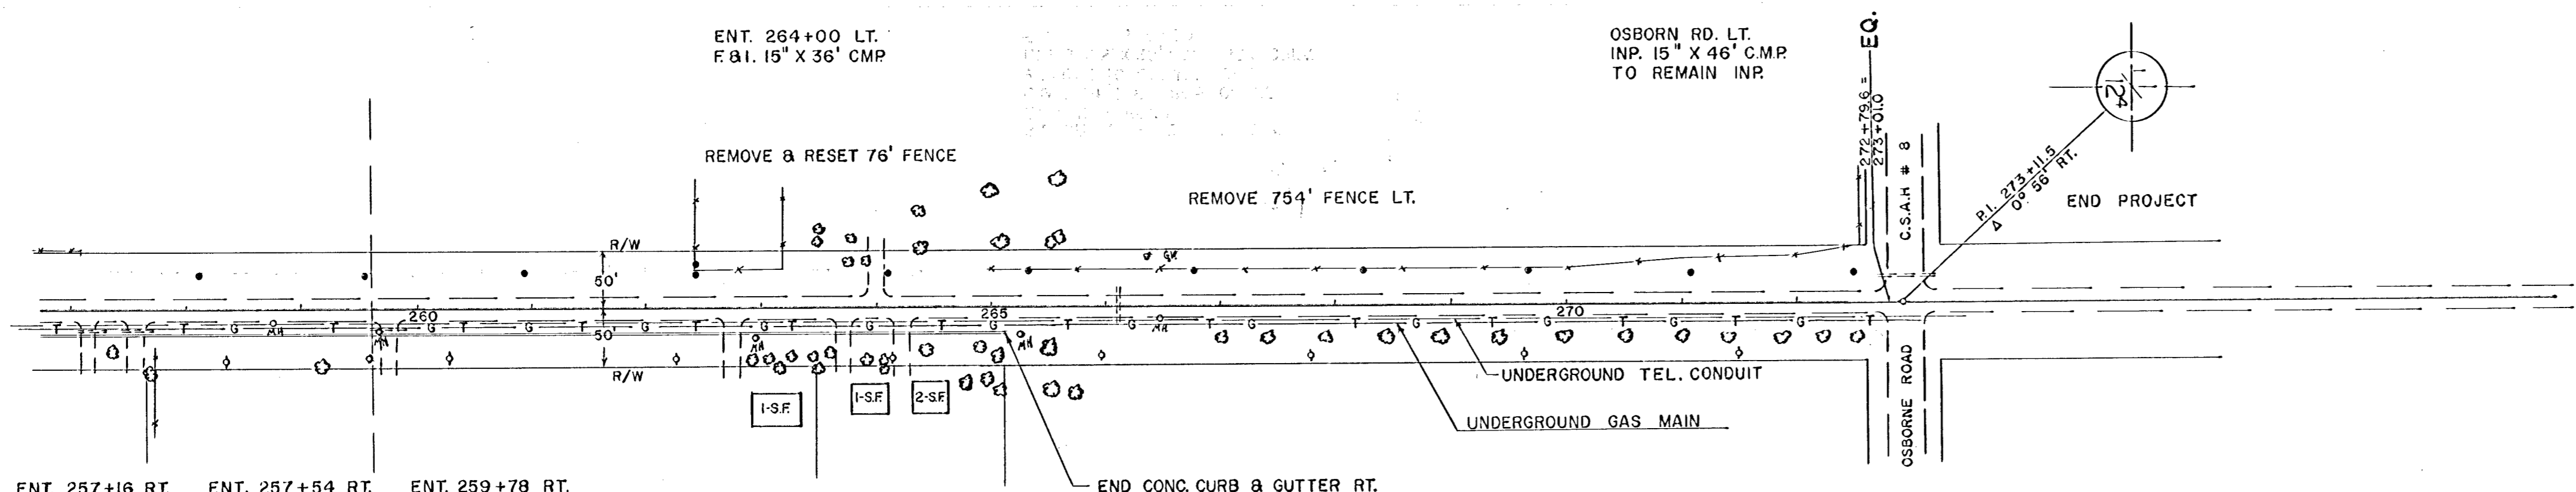 ENT. 264+00 LT.
F.&I. 15" X 36' CMP
OSBORN RD. LT.
INP. 15" X 46' C.M.P.
TO REMAIN INP.
EQ.
272+79.6 =
273+01.0
C.S.A.H # 8
P.I. 273+11.5
Δ 0° 56' RT.
END PROJECT
REMOVE & RESET 76' FENCE
REMOVE 754' FENCE LT.
R/W
50'
260
265
270
T G MH T MH G T G T G T G T G MH T G MH T G T G T G T G T G T
50'
R/W
1-S.F.
1-S.F.
2-S.F.
MH
UNDERGROUND TEL. CONDUIT
UNDERGROUND GAS MAIN
OSBORNE ROAD
ENT. 257+16 RT. ENT. 257+54 RT. ENT. 259+78 RT.
END CONC. CURB & GUTTER RT.